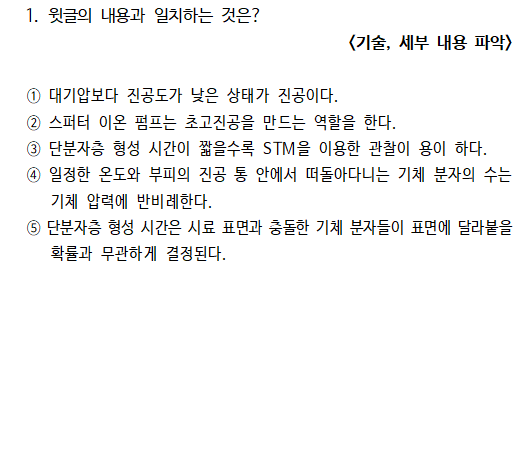 1. 윗글의 내용과 일치하는 것은?
<기술, 세부 내용 파악>
① 대기압보다 진공도가 낮은 상태가 진공이다.
② 스퍼터 이온 펌프는 초고진공을 만드는 역할을 한다.
③ 단분자층 형성 시간이 짧을수록 STM을 이용한 관찰이 용이 하다.
④ 일정한 온도와 부피의 진공 통 안에서 떠돌아다니는 기체 분자의 수는
기체 압력에 반비례한다.
⑤ 단분자층 형성 시간은 시료 표면과 충돌한 기체 분자들이 표면에 달라붙을
확률과 무관하게 결정된다.